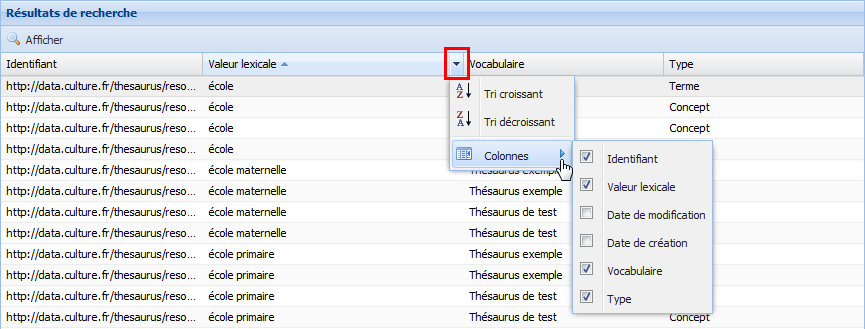 Résultats de recherche
Afficher
Identifiant Valeur lexicale Vocabulaire Type
http://data.culture.fr/thesaurus/reso... école Terme
http://data.culture.fr/thesaurus/reso... école Concept
http://data.culture.fr/thesaurus/reso... école Concept
http://data.culture.fr/thesaurus/reso... école
http://data.culture.fr/thesaurus/reso... école maternelle Thésaurus exemple
http://data.culture.fr/thesaurus/reso... école maternelle Thésaurus exemple
http://data.culture.fr/thesaurus/reso... école maternelle Thésaurus de test
http://data.culture.fr/thesaurus/reso... école maternelle Thésaurus de test
http://data.culture.fr/thesaurus/reso... école primaire Thésaurus exemple
http://data.culture.fr/thesaurus/reso... école primaire Thésaurus exemple
http://data.culture.fr/thesaurus/reso... école primaire Thésaurus de test
http://data.culture.fr/thesaurus/reso... école primaire Thésaurus de test Concept
AZ Tri croissant
ZA Tri décroissant
Colonnes
Identifiant
Valeur lexicale
Date de modification
Date de création
Vocabulaire
Type